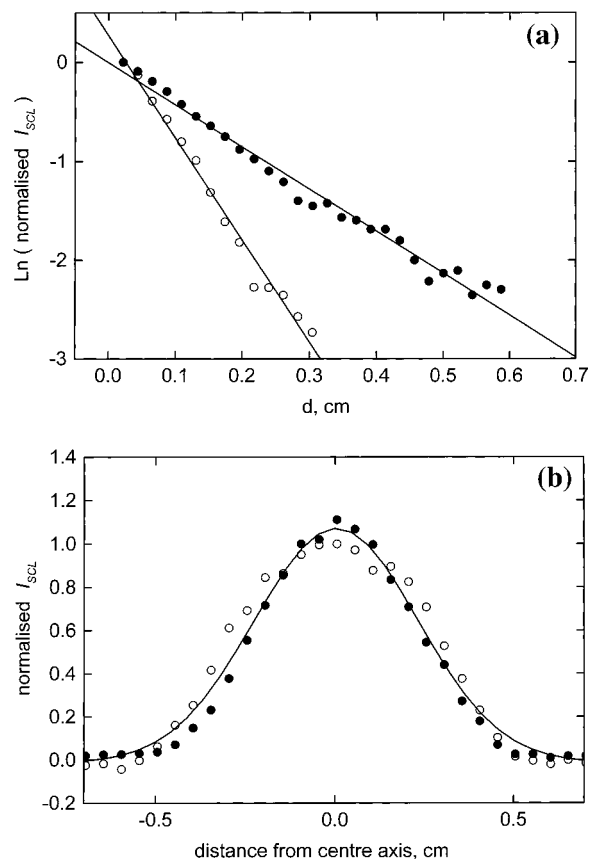 (a)
Ln ( normalised I_SCL )
0
-1
-2
-3
0.0 0.1 0.2 0.3 0.4 0.5 0.6 0.7
d, cm
(b)
normalised I_SCL
1.4
1.2
1.0
0.8
0.6
0.4
0.2
0.0
-0.2
-0.5 0.0 0.5
distance from centre axis, cm